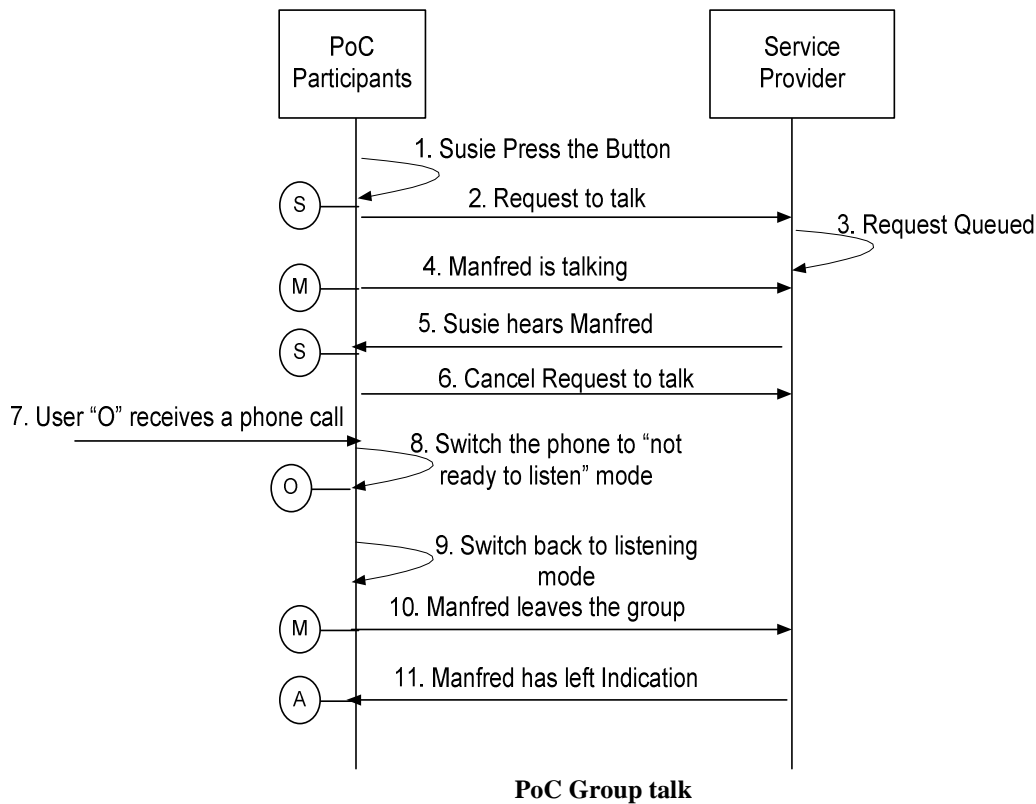 PoC
Participants
Service
Provider
1. Susie Press the Button
S
2. Request to talk
3. Request Queued
M
4. Manfred is talking
5. Susie hears Manfred
S
6. Cancel Request to talk
7. User “O” receives a phone call
8. Switch the phone to “not
ready to listen” mode
O
9. Switch back to listening
mode
10. Manfred leaves the group
M
11. Manfred has left Indication
A
PoC Group talk